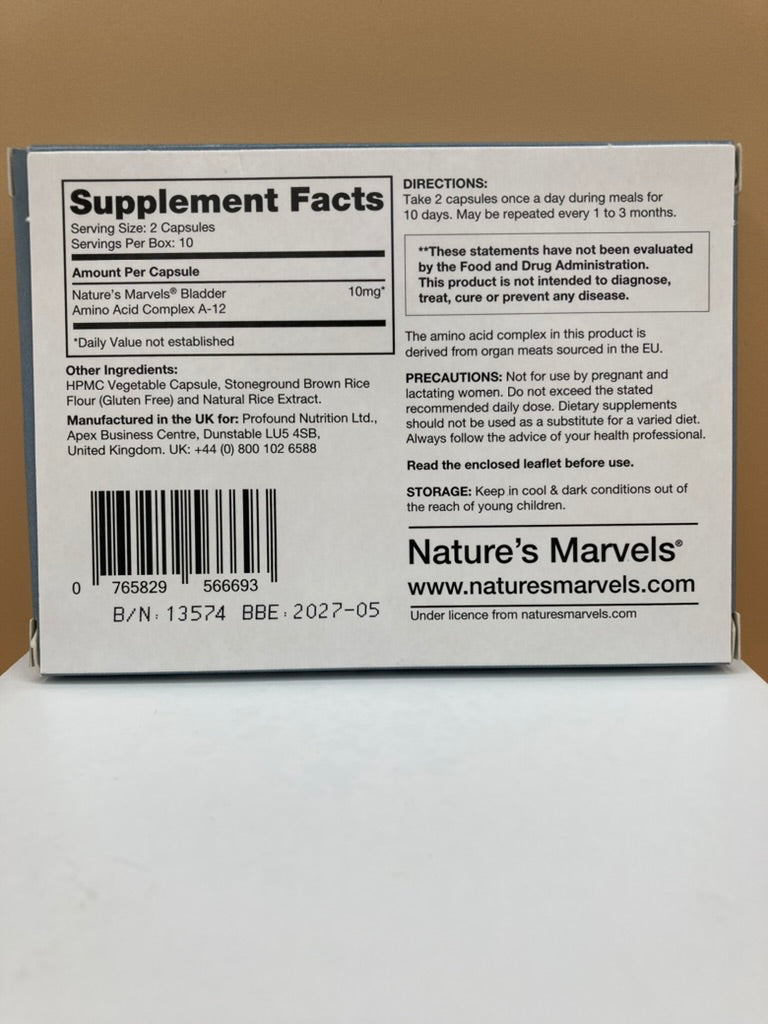 Supplement Facts
Serving Size: 2 Capsules
Servings Per Box: 10
Amount Per Capsule
Nature's Marvels® Bladder 10mg*
Amino Acid Complex A-12
*Daily Value not established
Other Ingredients:
HPMC Vegetable Capsule, Stoneground Brown Rice
Flour (Gluten Free) and Natural Rice Extract.
Manufactured in the UK for: Profound Nutrition Ltd.,
Apex Business Centre, Dunstable LU5 4SB,
United Kingdom. UK: +44 (0) 800 102 6588
0 765829 566693
B/N: 13574 BBE: 2027-05
DIRECTIONS:
Take 2 capsules once a day during meals for
10 days. May be repeated every 1 to 3 months.
**These statements have not been evaluated
by the Food and Drug Administration.
This product is not intended to diagnose,
treat, cure or prevent any disease.
The amino acid complex in this product is
derived from organ meats sourced in the EU.
PRECAUTIONS: Not for use by pregnant and
lactating women. Do not exceed the stated
recommended daily dose. Dietary supplements
should not be used as a substitute for a varied diet.
Always follow the advice of your health professional.
Read the enclosed leaflet before use.
STORAGE: Keep in cool & dark conditions out of
the reach of young children.
Nature's Marvels®
www.naturesmarvels.com
Under licence from naturesmarvels.com